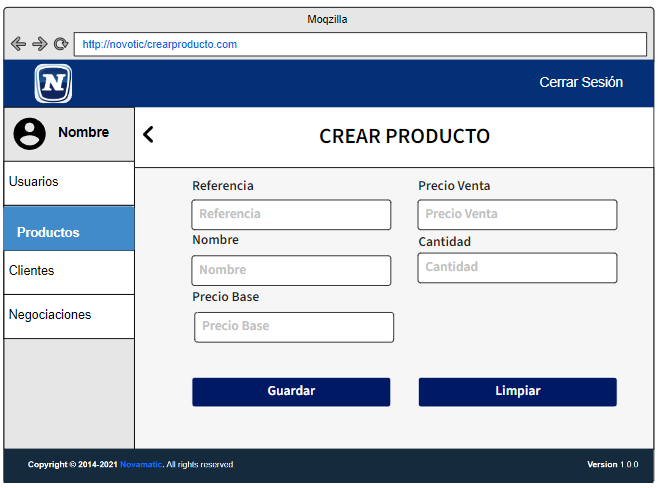 Moqzilla
http://novotic/crearproducto.com
N
Cerrar Sesión
Nombre
CREAR PRODUCTO
Usuarios
Productos
Clientes
Negociaciones
Referencia
Referencia
Nombre
Nombre
Precio Base
Precio Base
Precio Venta
Precio Venta
Cantidad
Cantidad
Guardar
Limpiar
Copyright © 2014-2021 Novamatic. All rights reserved
Version 1.0.0